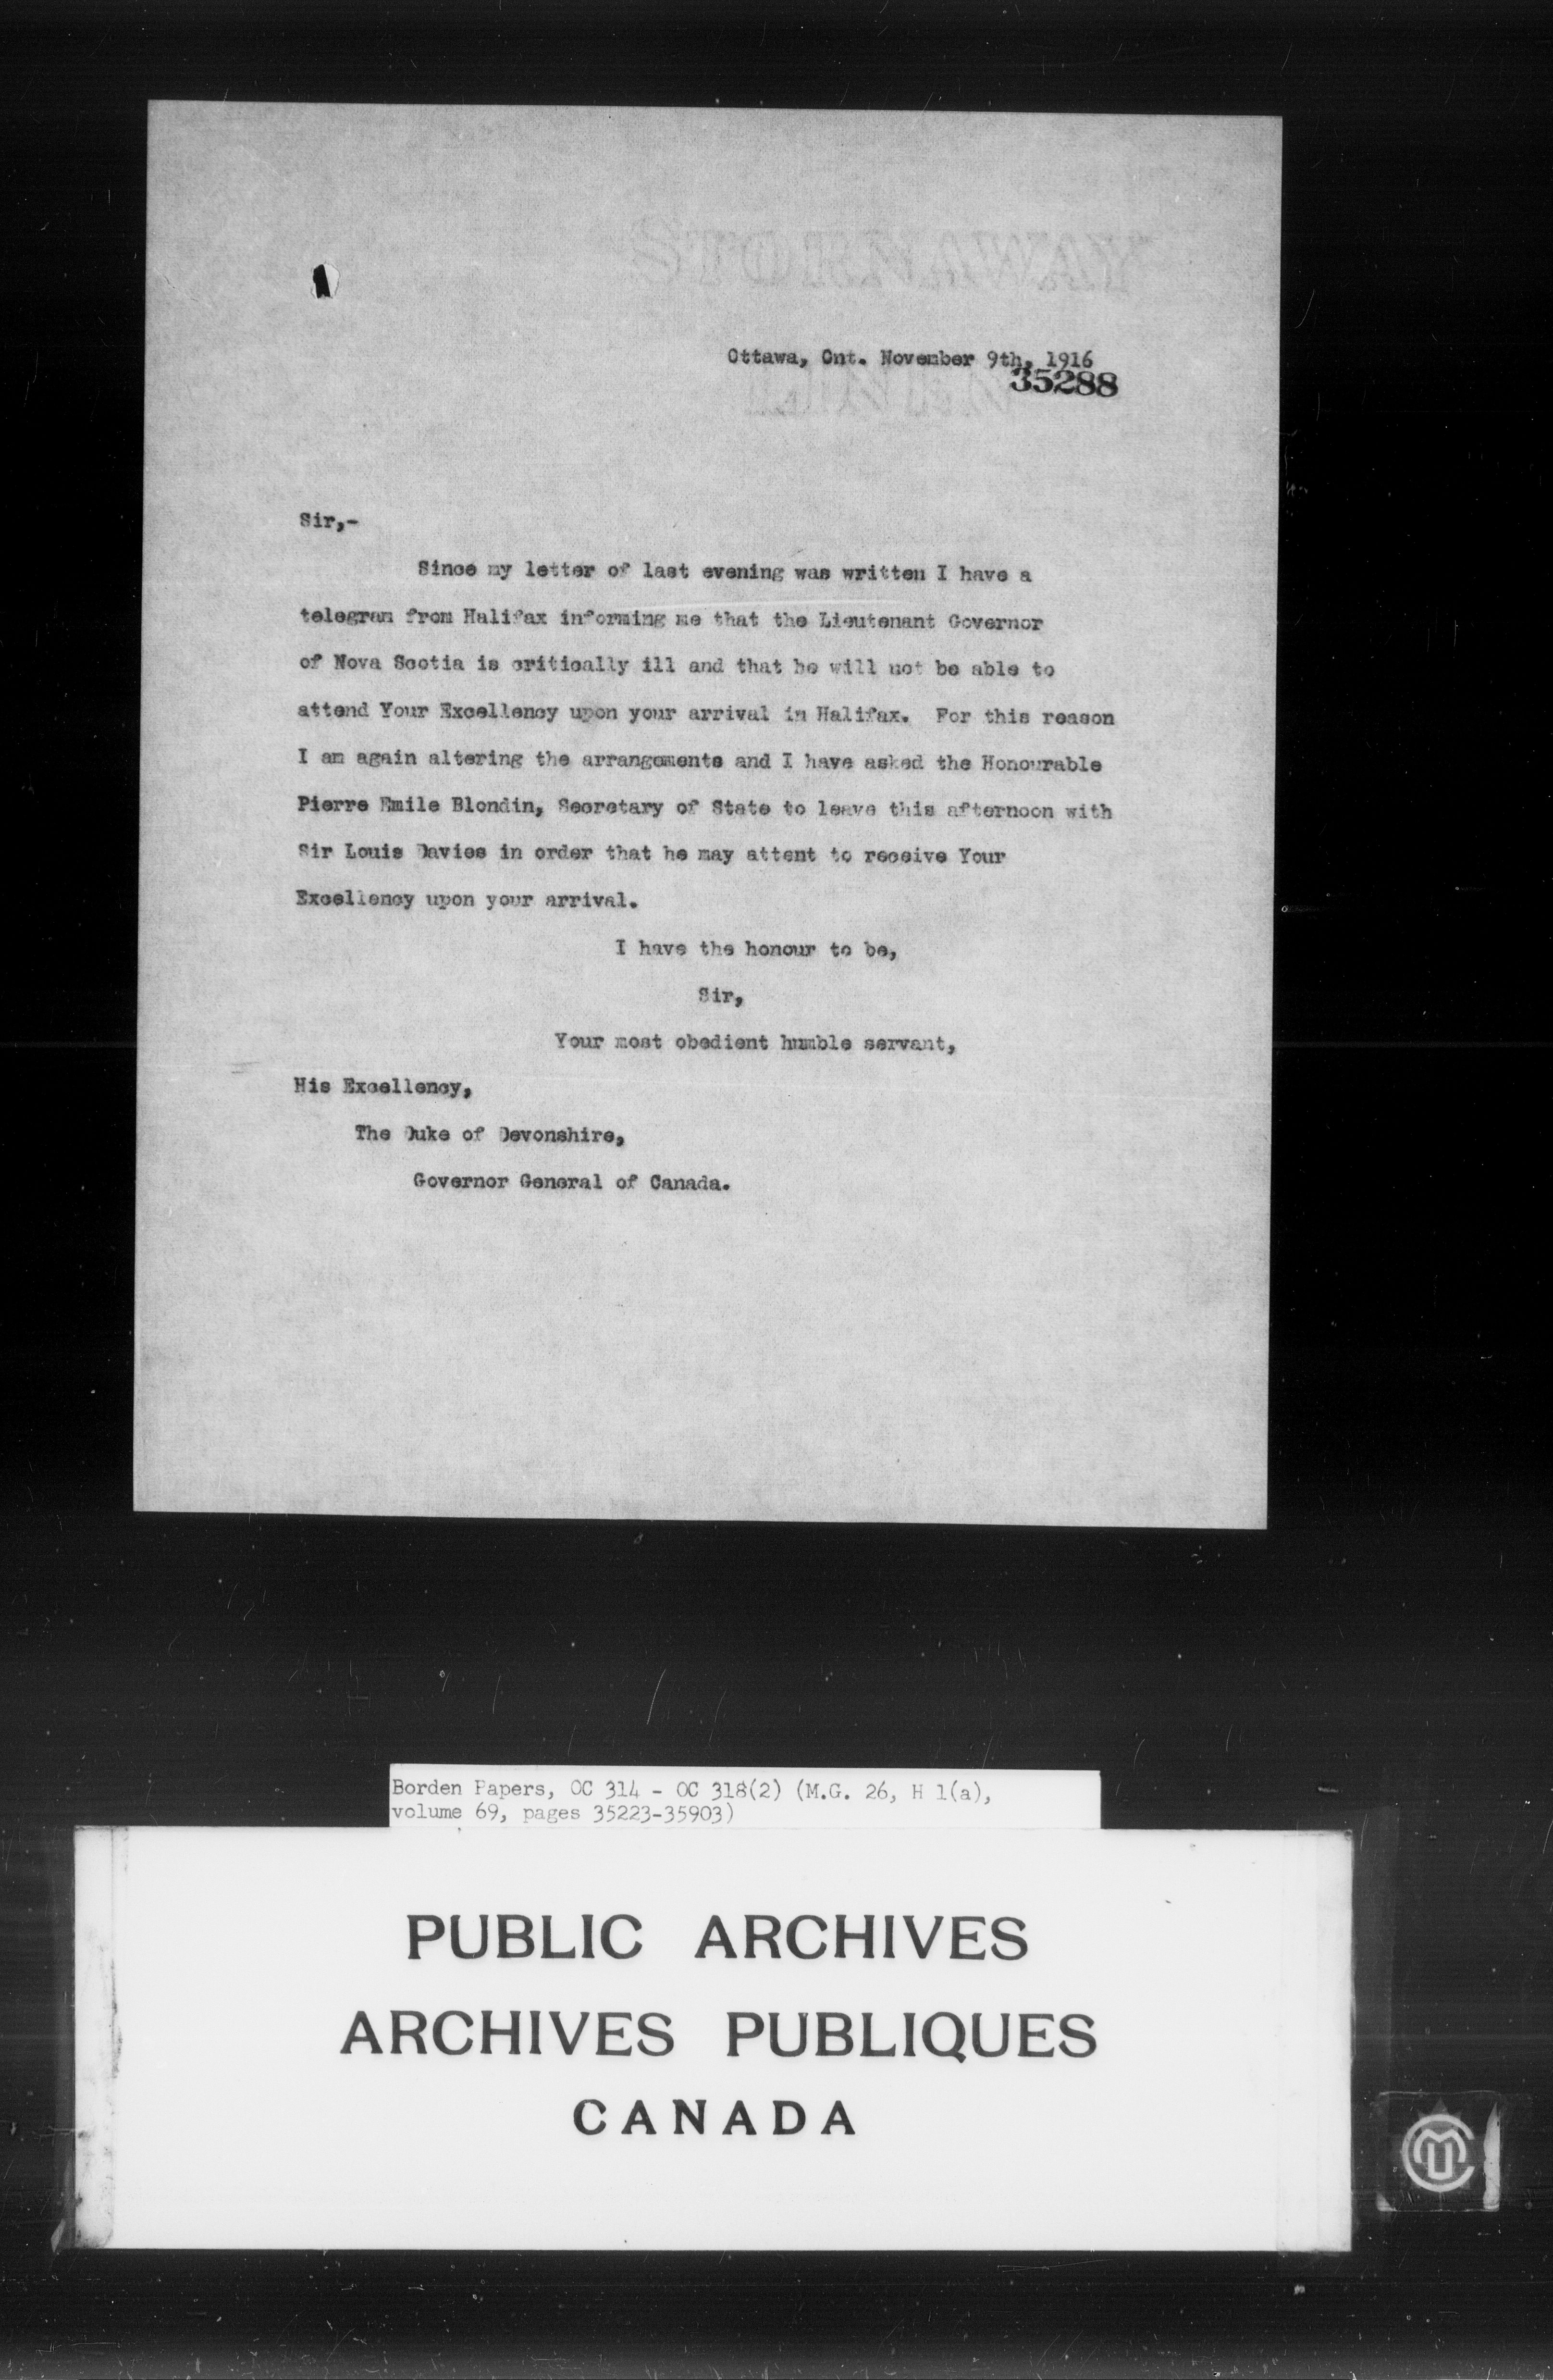 STORNAWAY
Ottawa, Ont. November 9th, 1916
35288
LINEN
Sir,-
Since my letter of last evening was written I have a
telegram from Halifax informing me that the Lieutenant Governor
of Nova Scotia is critically ill and that he will not be able to
attend Your Excellency upon your arrival in Halifax. For this reason
I am again altering the arrangements and I have asked the Honourable
Pierre Emile Blondin, Secretary of State to leave this afternoon with
Sir Louis Davies in order that he may attent to receive Your
Excellency upon your arrival.
I have the honour to be,
Sir,
Your most obedient humble servant,
His Excellency,
The Duke of Devonshire,
Governor General of Canada.
Borden Papers, OC 314 - OC 318(2) (M.G. 26, H 1(a),
volume 69, pages 35223-35903)
PUBLIC ARCHIVES
ARCHIVES PUBLIQUES
CANADA